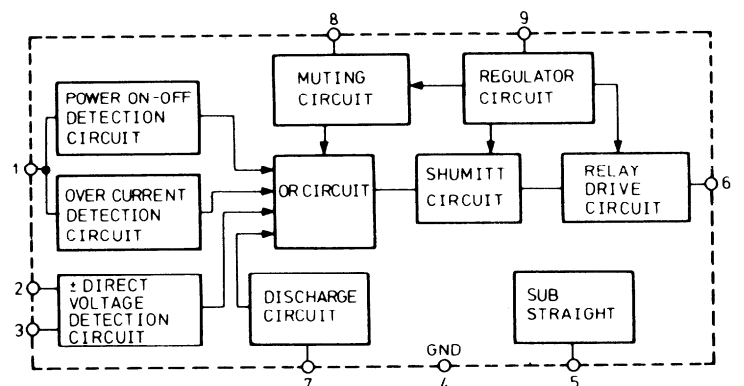 8
9
MUTING
CIRCUIT
REGULATOR
CIRCUIT
POWER ON-OFF
DETECTION
CIRCUIT
1
OVER CURRENT
DETECTION
CIRCUIT
OR CIRCUIT
SHUMITT
CIRCUIT
RELAY
DRIVE
CIRCUIT
6
2
3
± DIRECT
VOLTAGE
DETECTION
CIRCUIT
DISCHARGE
CIRCUIT
SUB
STRAIGHT
GND
7
4
5